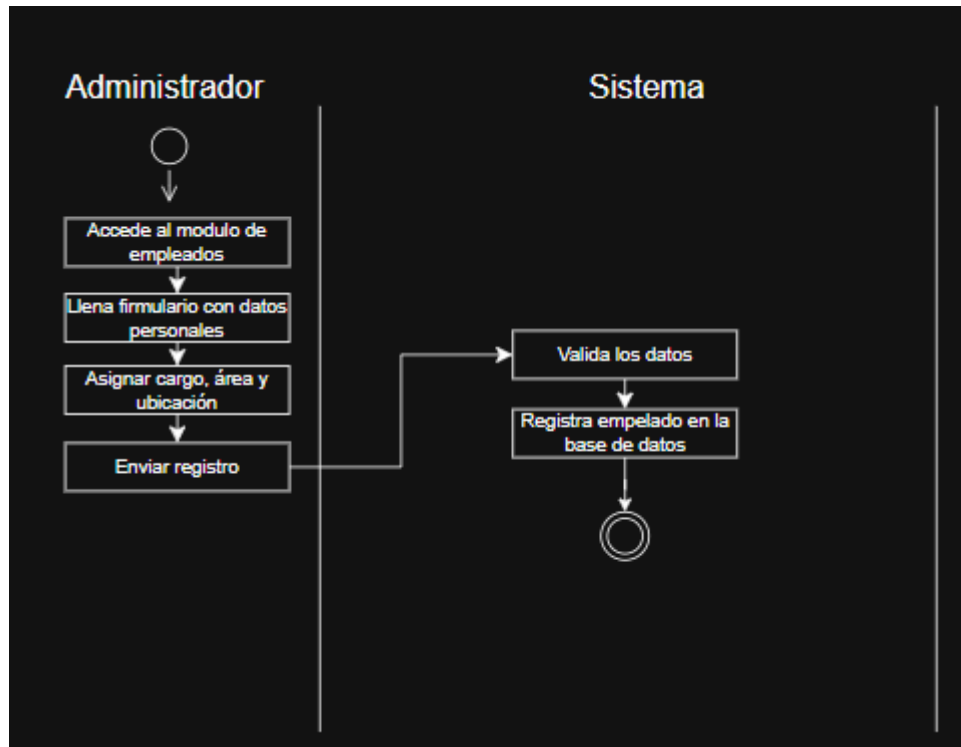 Administrador
Sistema
Accede al modulo de
empleados
Llena firmulario con datos
personales
Asignar cargo, área y
ubicación
Enviar registro
Valida los datos
Registra empelado en la
base de datos